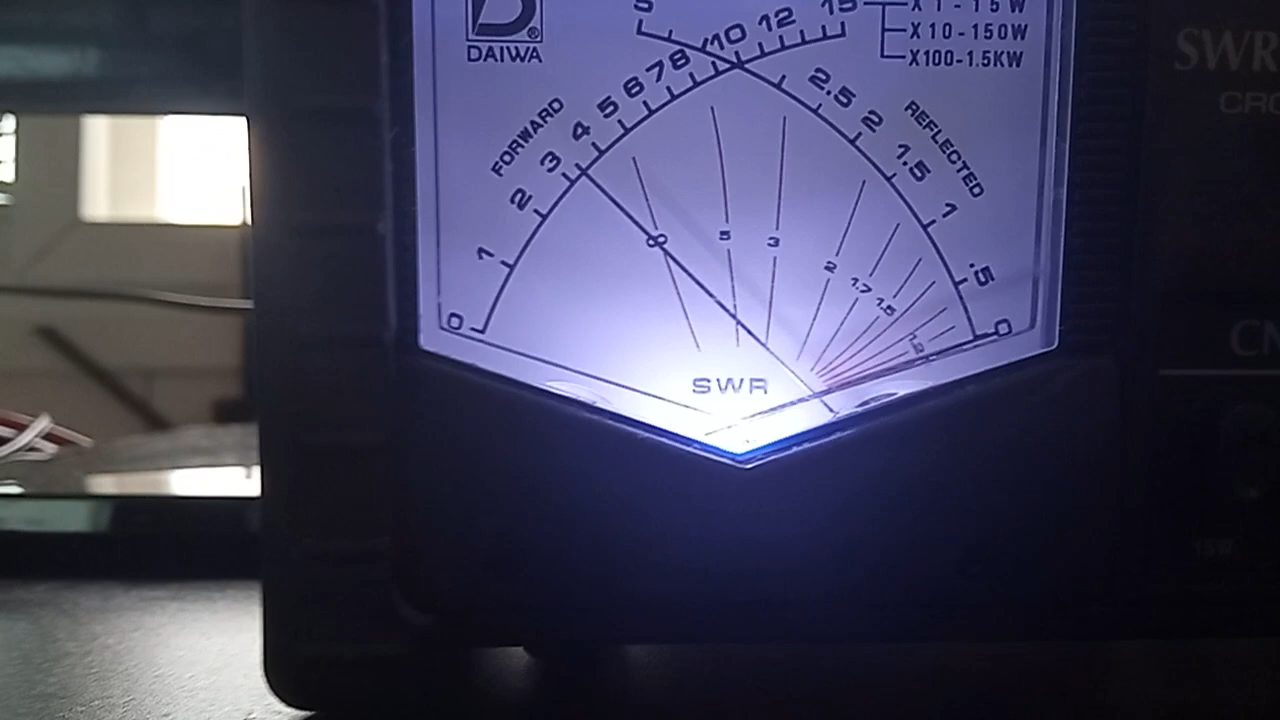 D
®
DAIWA
5
10 12 15
X 1 - 15 W
X 10 - 150W
X100-1.5KW
FORWARD
0 1 2 3 4 5 6 7 8
REFLECTED
2.5 2 1.5 1 .5 0
∞ 5 3 2 1.7 1.5 1.2
SWR
SWR
CN
15W